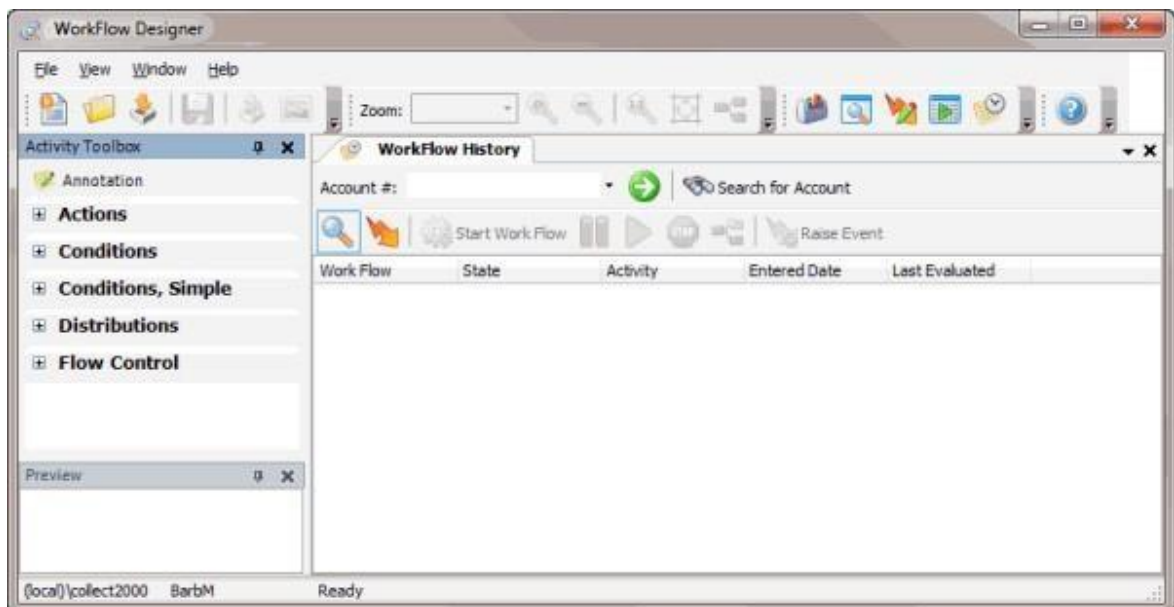 WorkFlow Designer
File View Window Help
Zoom:
Activity Toolbox
WorkFlow History
Annotation
Account #:
Search for Account
Actions
Start Work Flow
Raise Event
Conditions
Work Flow State Activity Entered Date Last Evaluated
Conditions, Simple
Distributions
Flow Control
Preview
(local)\collect2000 BarbM Ready